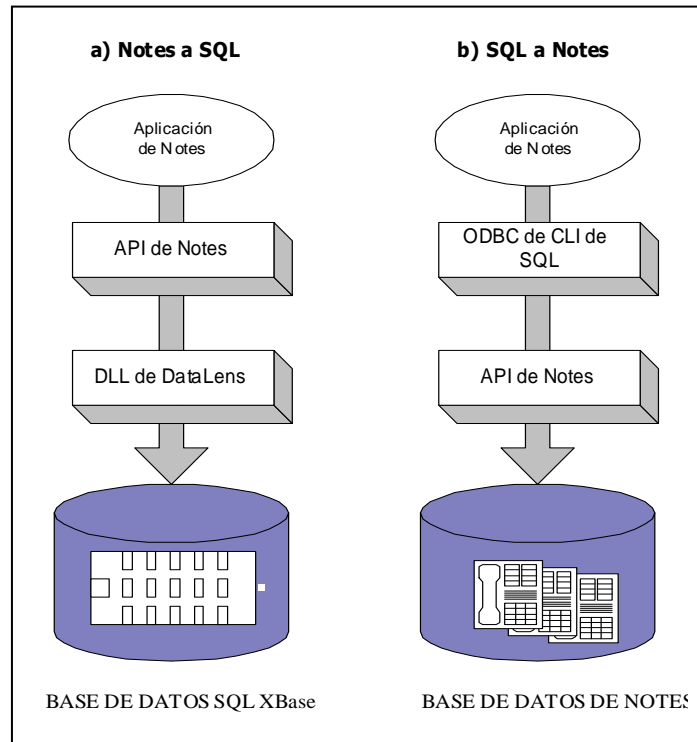 a) Notes a SQL
b) SQL a Notes
Aplicación
de Notes
Aplicación
de Notes
API de Notes
ODBC de CLI de
SQL
DLL de DataLens
API de Notes
BASE DE DATOS SQL XBase
BASE DE DATOS DE NOTES